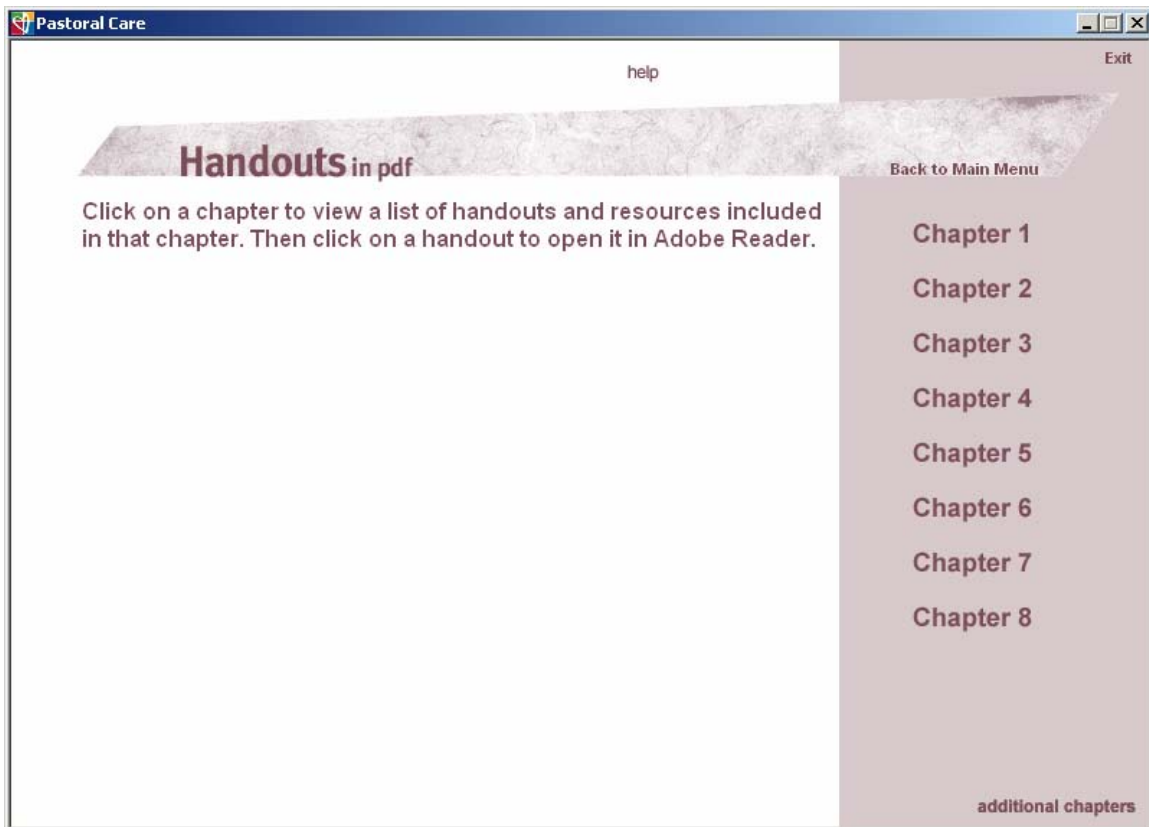 Pastoral Care
Exit
help
Handouts in pdf
Back to Main Menu
Click on a chapter to view a list of handouts and resources included
in that chapter. Then click on a handout to open it in Adobe Reader.
Chapter 1
Chapter 2
Chapter 3
Chapter 4
Chapter 5
Chapter 6
Chapter 7
Chapter 8
additional chapters